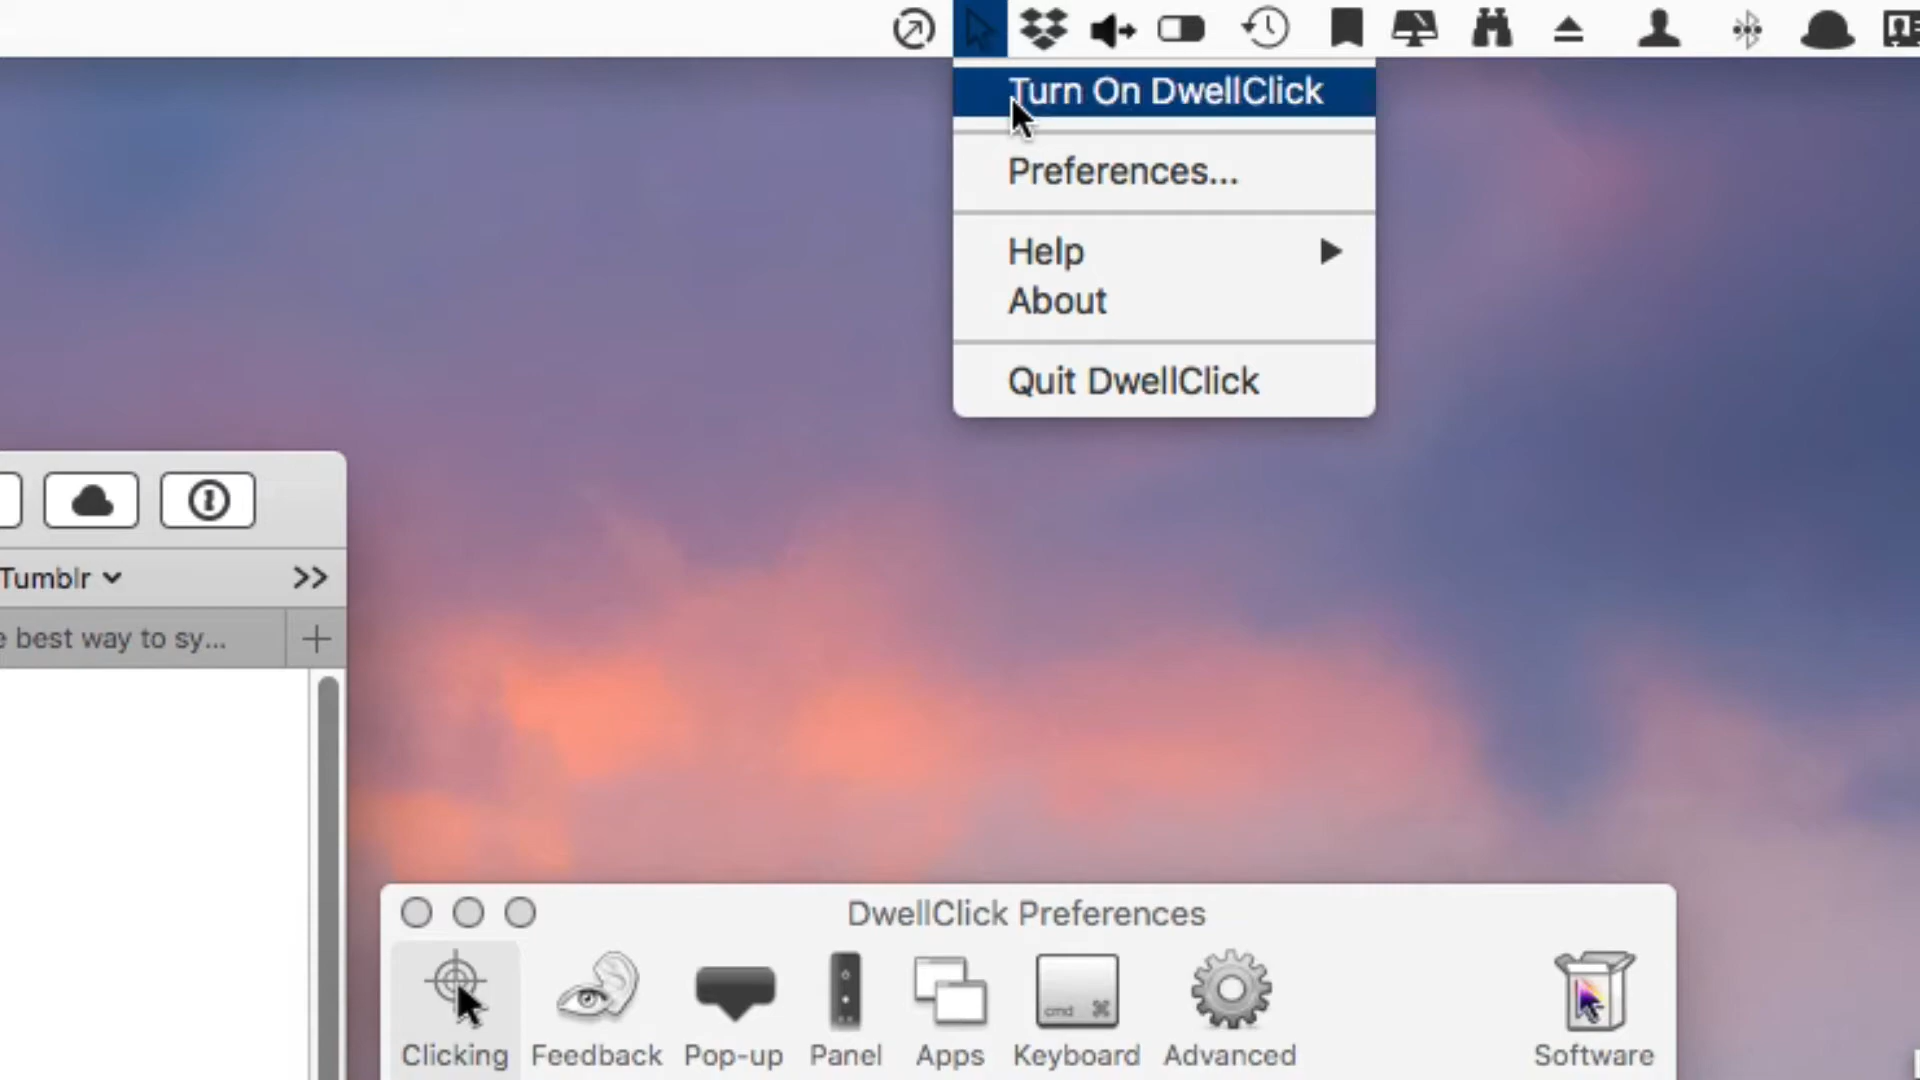 Turn On DwellClick
Preferences...
Help
About
Quit DwellClick
Tumblr
best way to sy...
DwellClick Preferences
cmd ⌘
Clicking Feedback Pop-up Panel Apps Keyboard Advanced Software